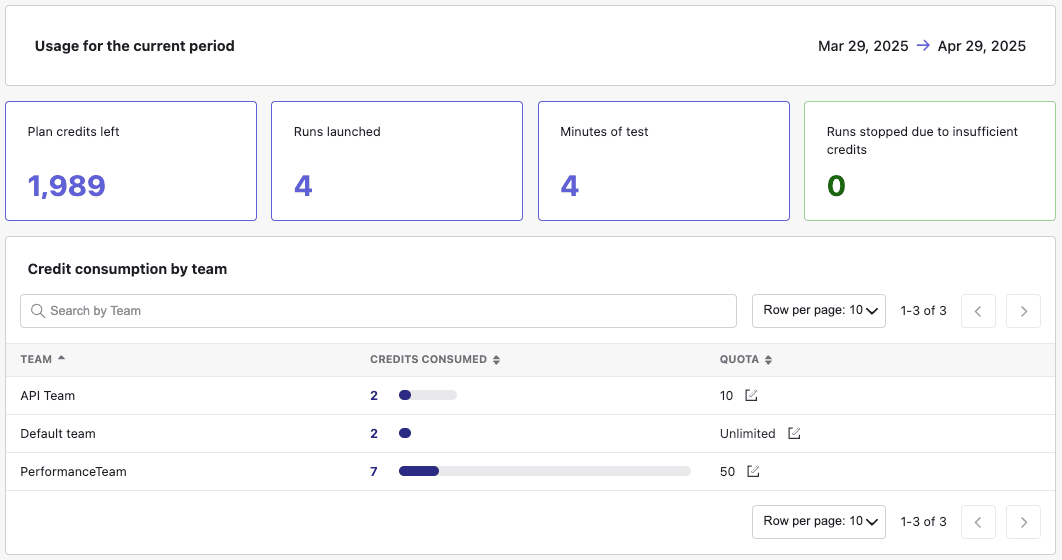 Usage for the current period
Mar 29, 2025 → Apr 29, 2025
Plan credits left
1,989
Runs launched
4
Minutes of test
4
Runs stopped due to insufficient
credits
0
Credit consumption by team
Search by Team
Row per page: 10
1-3 of 3
TEAM CREDITS CONSUMED QUOTA
API Team 2 10
Default team 2 Unlimited
PerformanceTeam 7 50
Row per page: 10
1-3 of 3